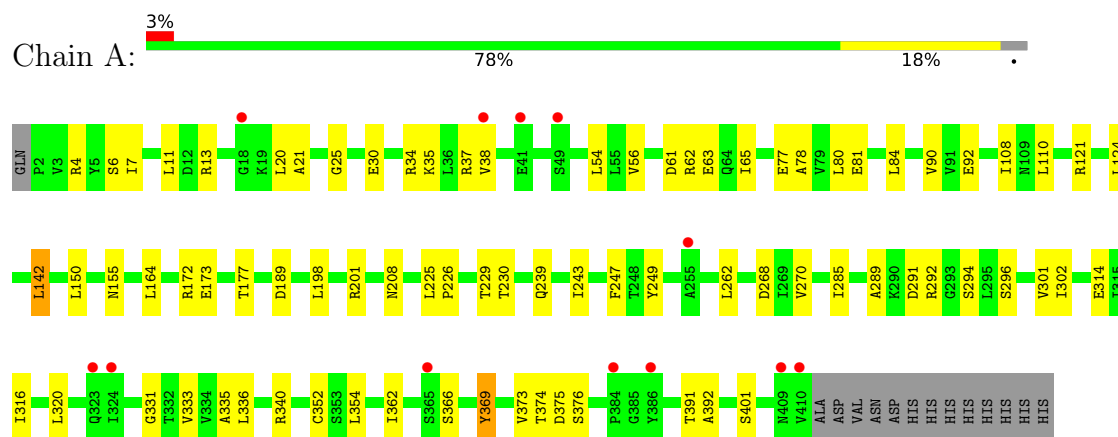 3%
Chain A:
78% 18% •
GLN P2 V3 R4 Y5 S6 I7 L11 D12 R13 G18 K19 L20 A21 G25 E30 R34 K35 L36 R37 V38 E41 S49 L54 L55 V56 D61 R62 E63 Q64 I65 E77 A78 V79 L80 E81 L84 V90 V91 E92 I108 N109 L110 R121 L124
L142 L150 N155 L164 R172 E173 T177 D189 L198 R201 N208 L225 P226 T229 T230 Q239 I243 F247 T248 Y249 A255 L262 D268 I269 V270 I285 A289 K290 D291 R292 G293 S294 L295 S296 V301 I302 E314 I315
I316 L320 Q323 I324 G331 T332 V333 V334 A335 L336 R340 C352 S353 L354 I362 S365 S366 Y369 V373 T374 D375 S376 P384 G385 Y386 T391 A392 S401 N409 V410 ALA ASP VAL ASN ASP HIS HIS HIS HIS HIS HIS HIS